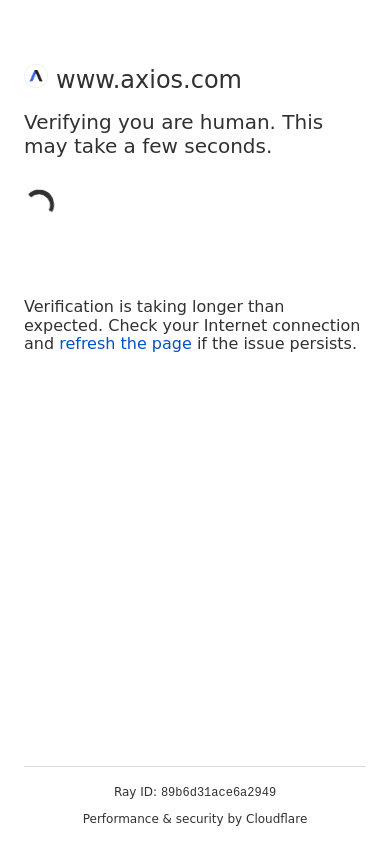 www.axios.com
Verifying you are human. This
may take a few seconds.
Verification is taking longer than
expected. Check your Internet connection
and refresh the page if the issue persists.
Ray ID: 89b6d31ace6a2949
Performance & security by Cloudflare